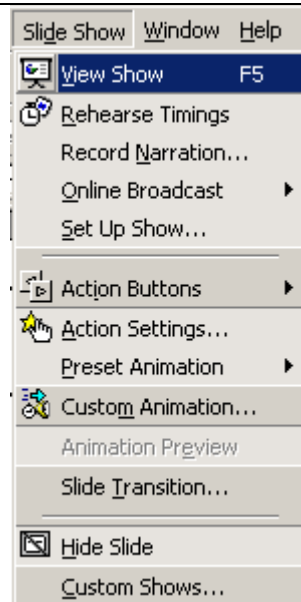 Slide Show Window Help
View Show F5
Rehearse Timings
Record Narration...
Online Broadcast
Set Up Show...
Action Buttons
Action Settings...
Preset Animation
Custom Animation...
Animation Preview
Slide Transition...
Hide Slide
Custom Shows...